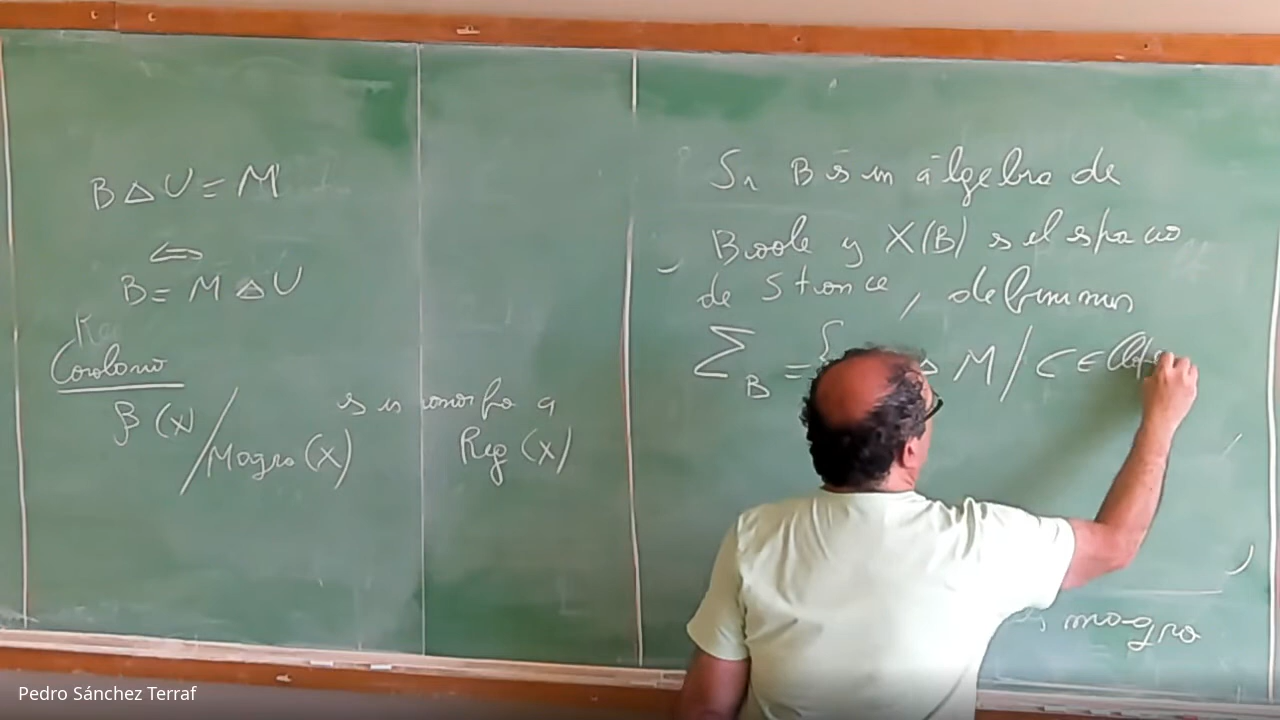 B △ U = M
⇐
B = M △ U
Corolario
β(X) / Magro(X) es isomorfo a Reg(X)
Si B es un álgebra de
Boole y X(B) es el espacio
de Stone, definimos
Σ_B = { △ M / C ∈ Clop
magro
Pedro Sánchez Terraf